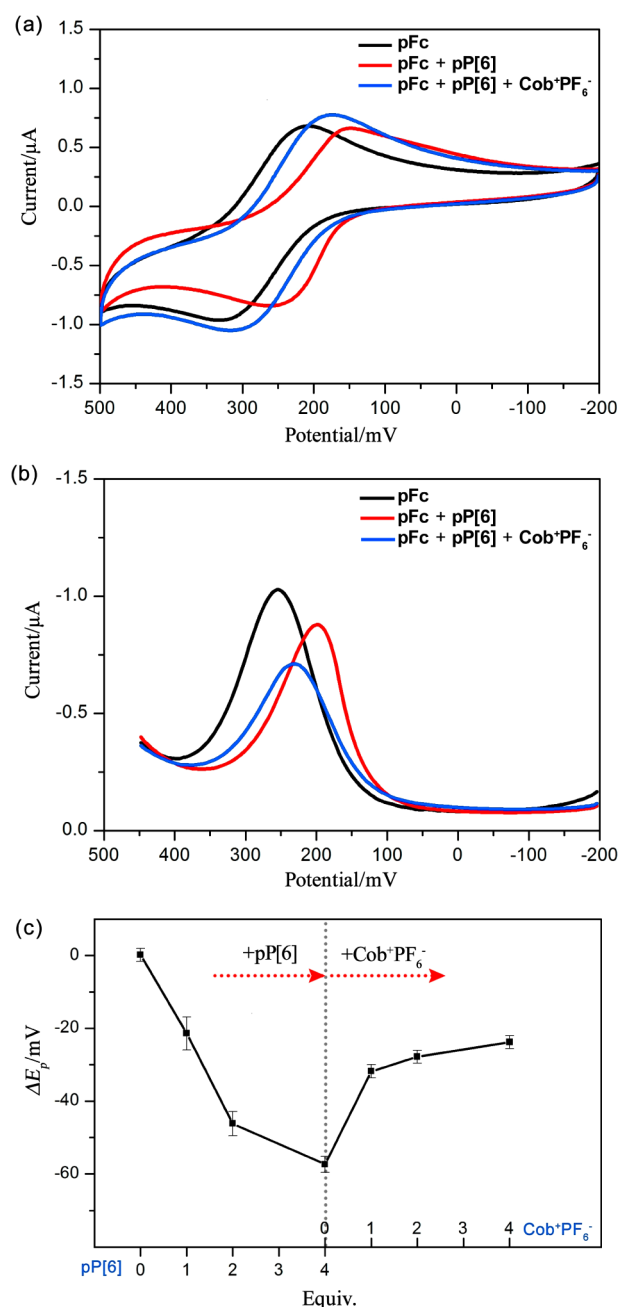 (a)
pFc
pFc + pP[6]
pFc + pP[6] + Cob⁺PF₆⁻
1.5
1.0
0.5
0.0
-0.5
-1.0
-1.5
Current/μA
500 400 300 200 100 0 -100 -200
Potential/mV
(b)
pFc
pFc + pP[6]
pFc + pP[6] + Cob⁺PF₆⁻
-1.5
-1.0
-0.5
0.0
Current/μA
500 400 300 200 100 0 -100 -200
Potential/mV
(c)
+pP[6] +Cob⁺PF₆⁻
0
-20
-40
-60
ΔEₚ/mV
0 1 2 3 4 Cob⁺PF₆⁻
pP[6] 0 1 2 3 4
Equiv.